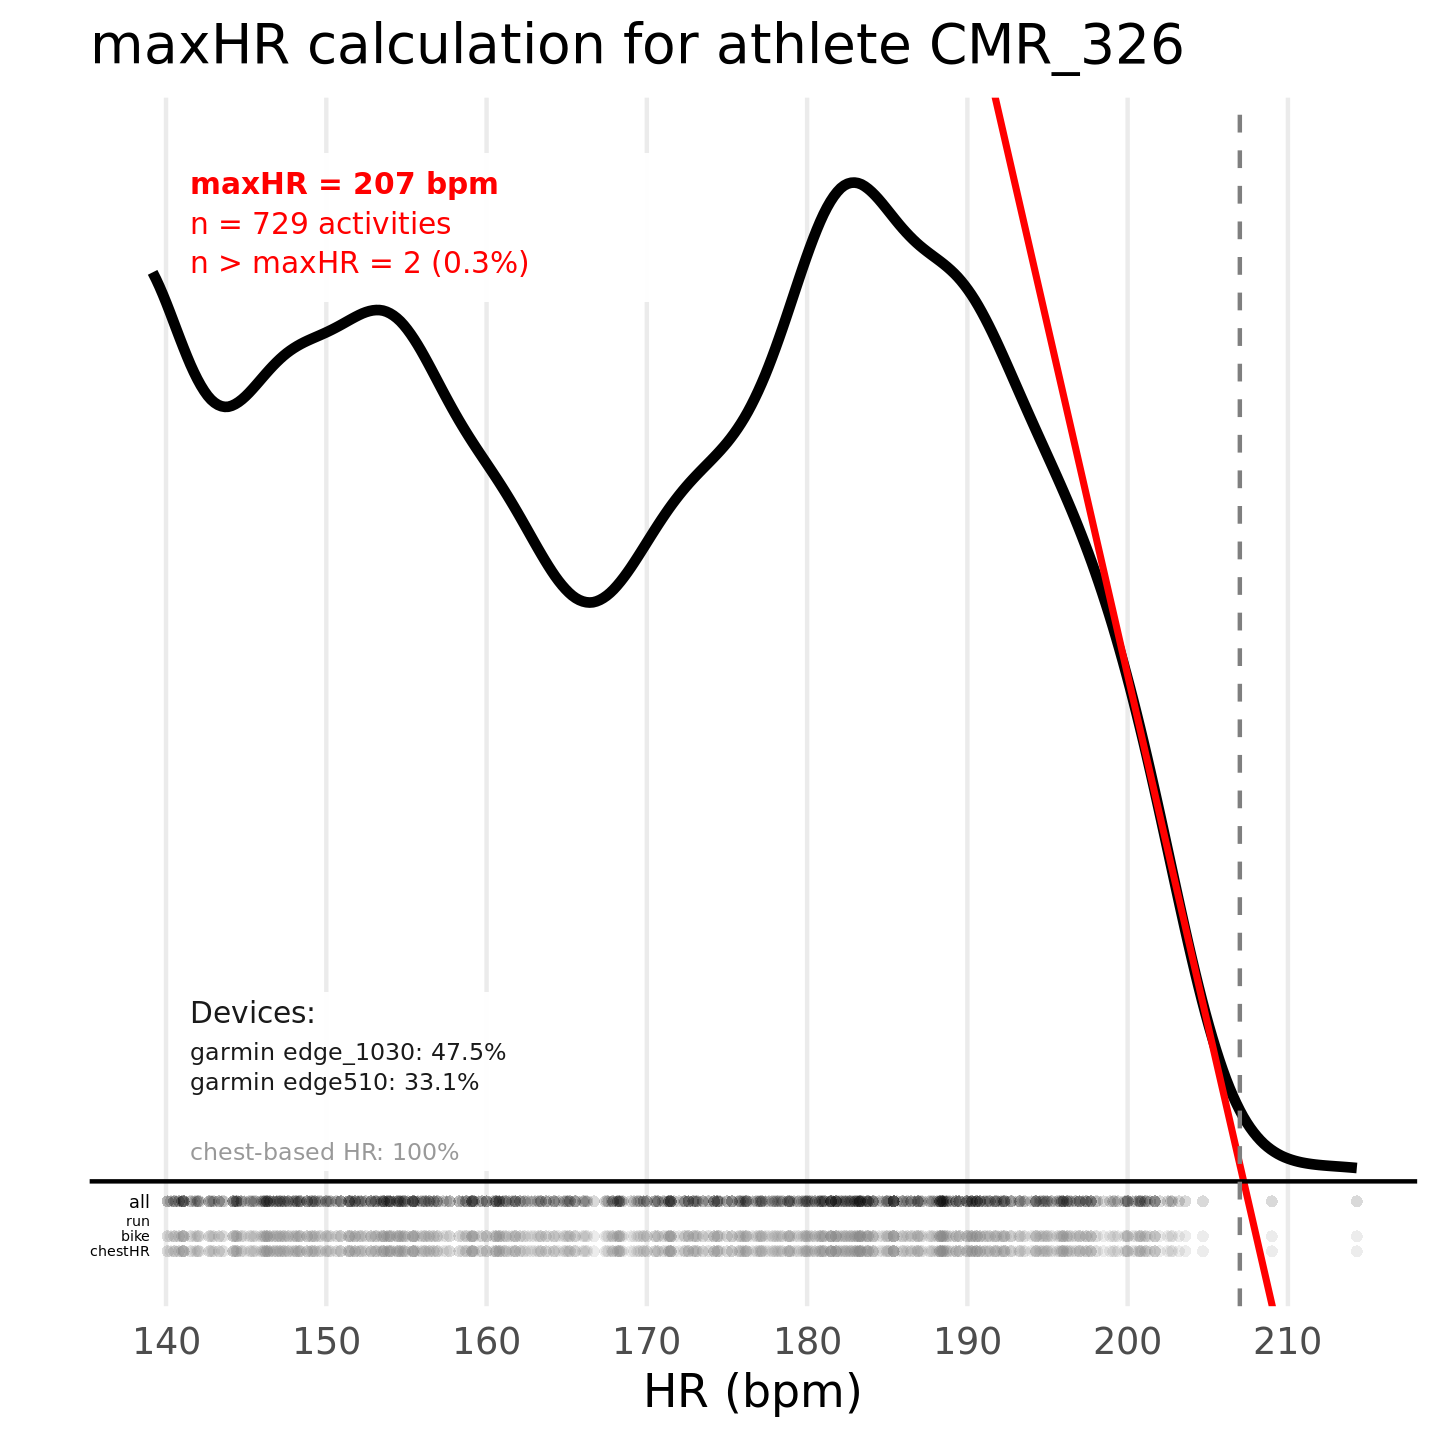 maxHR calculation for athlete CMR_326
maxHR = 207 bpm
n = 729 activities
n > maxHR = 2 (0.3%)
Devices:
garmin edge_1030: 47.5%
garmin edge510: 33.1%
chest-based HR: 100%
all
run
bike
chestHR
140 150 160 170 180 190 200 210
HR (bpm)